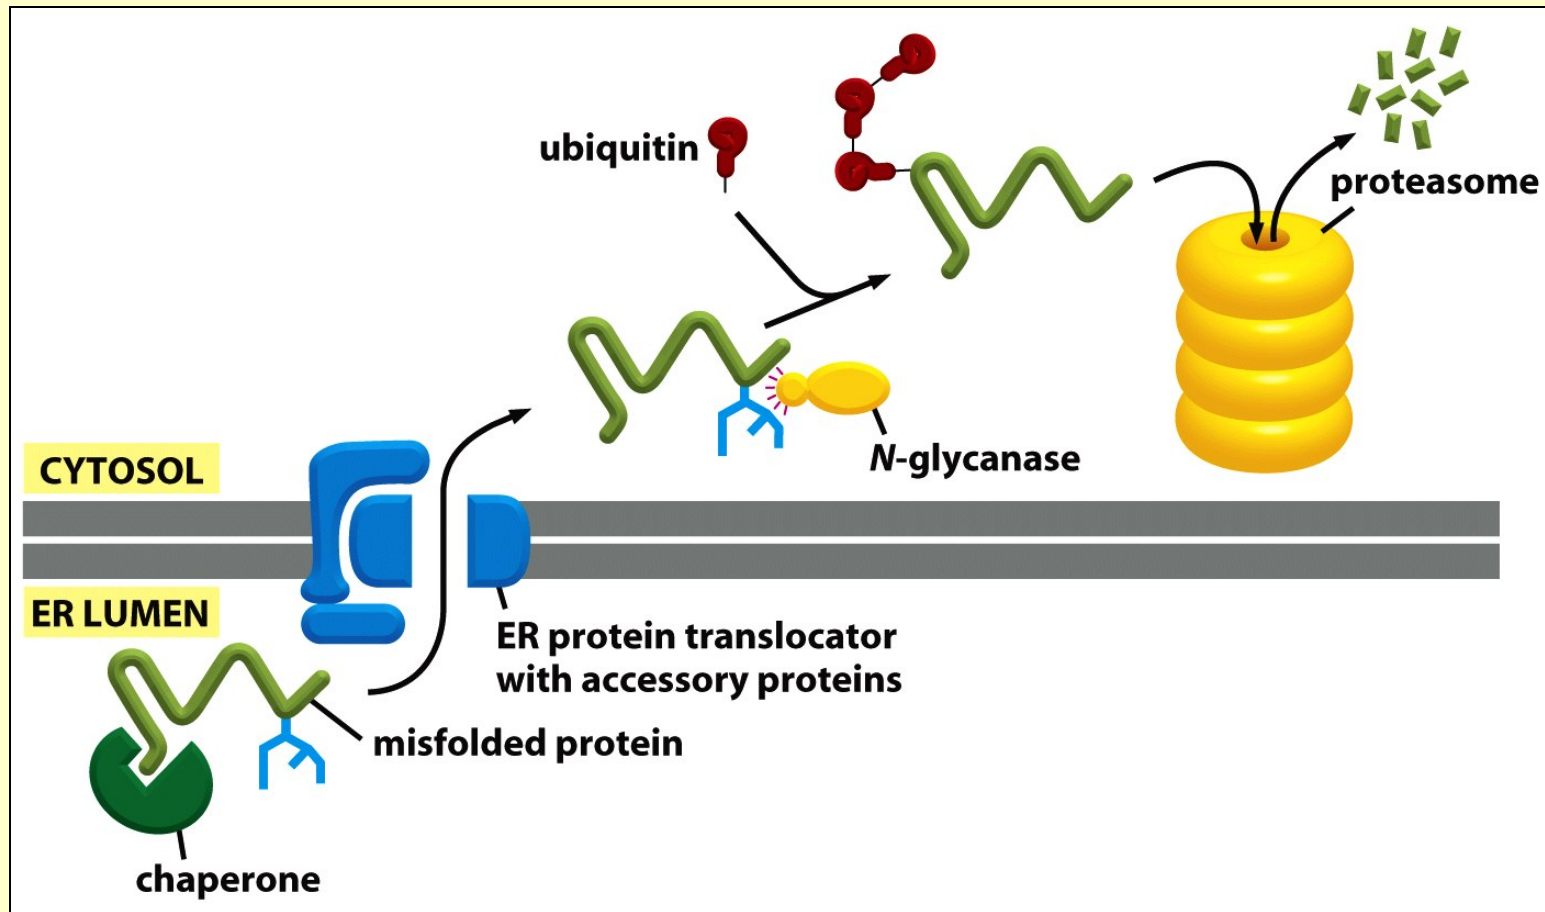 ubiquitin
proteasome
N-glycanase
CYTOSOL
ER LUMEN
ER protein translocator
with accessory proteins
misfolded protein
chaperone